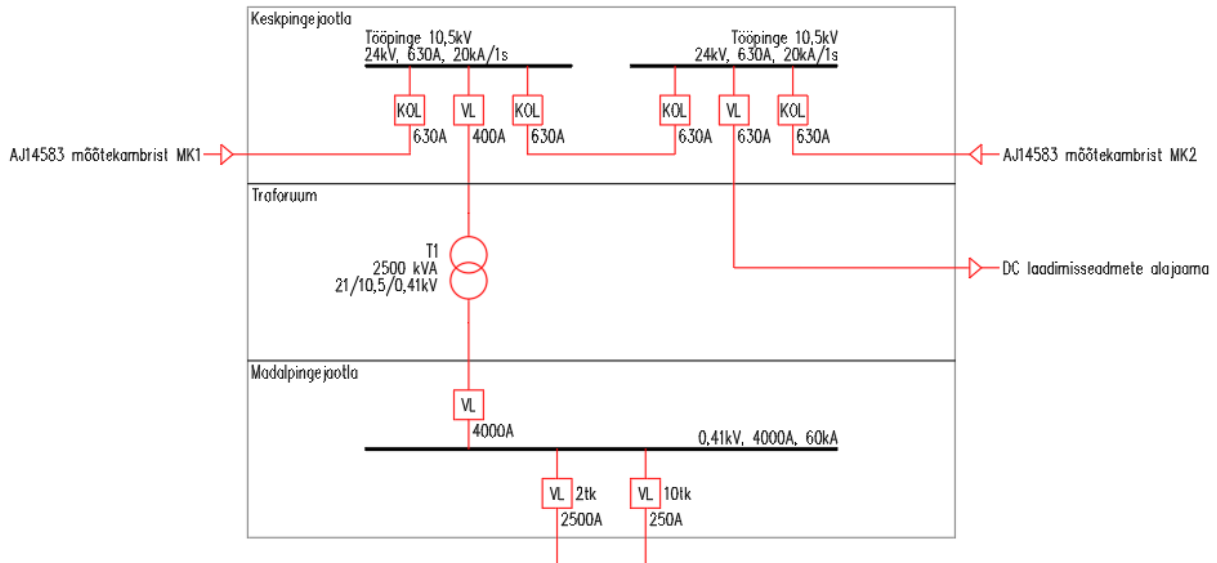 Keskpingejaotla
Tööpinge 10,5kV
24kV, 630A, 20kA/1s
Tööpinge 10,5kV
24kV, 630A, 20kA/1s
KOL
VL
KOL
KOL
VL
KOL
630A
400A
630A
630A
630A
630A
AJ14583 mõõtekambrist MK1
AJ14583 mõõtekambrist MK2
Traforuum
T1
2500 kVA
21/10,5/0,41kV
DC laadimisseadmete alajaama
Madalpingejaotla
VL
4000A
0,41kV, 4000A, 60kA
VL 2tk
2500A
VL 10tk
250A